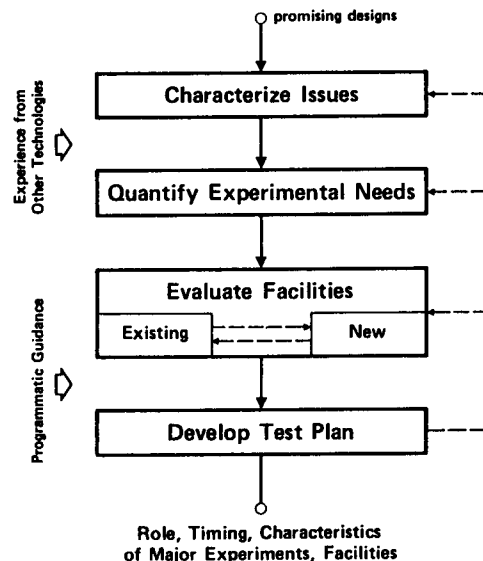 promising designs
Characterize Issues
Experience from
Other Technologies
Quantify Experimental Needs
Evaluate Facilities
Existing
New
Programmatic Guidance
Develop Test Plan
Role, Timing, Characteristics
of Major Experiments, Facilities